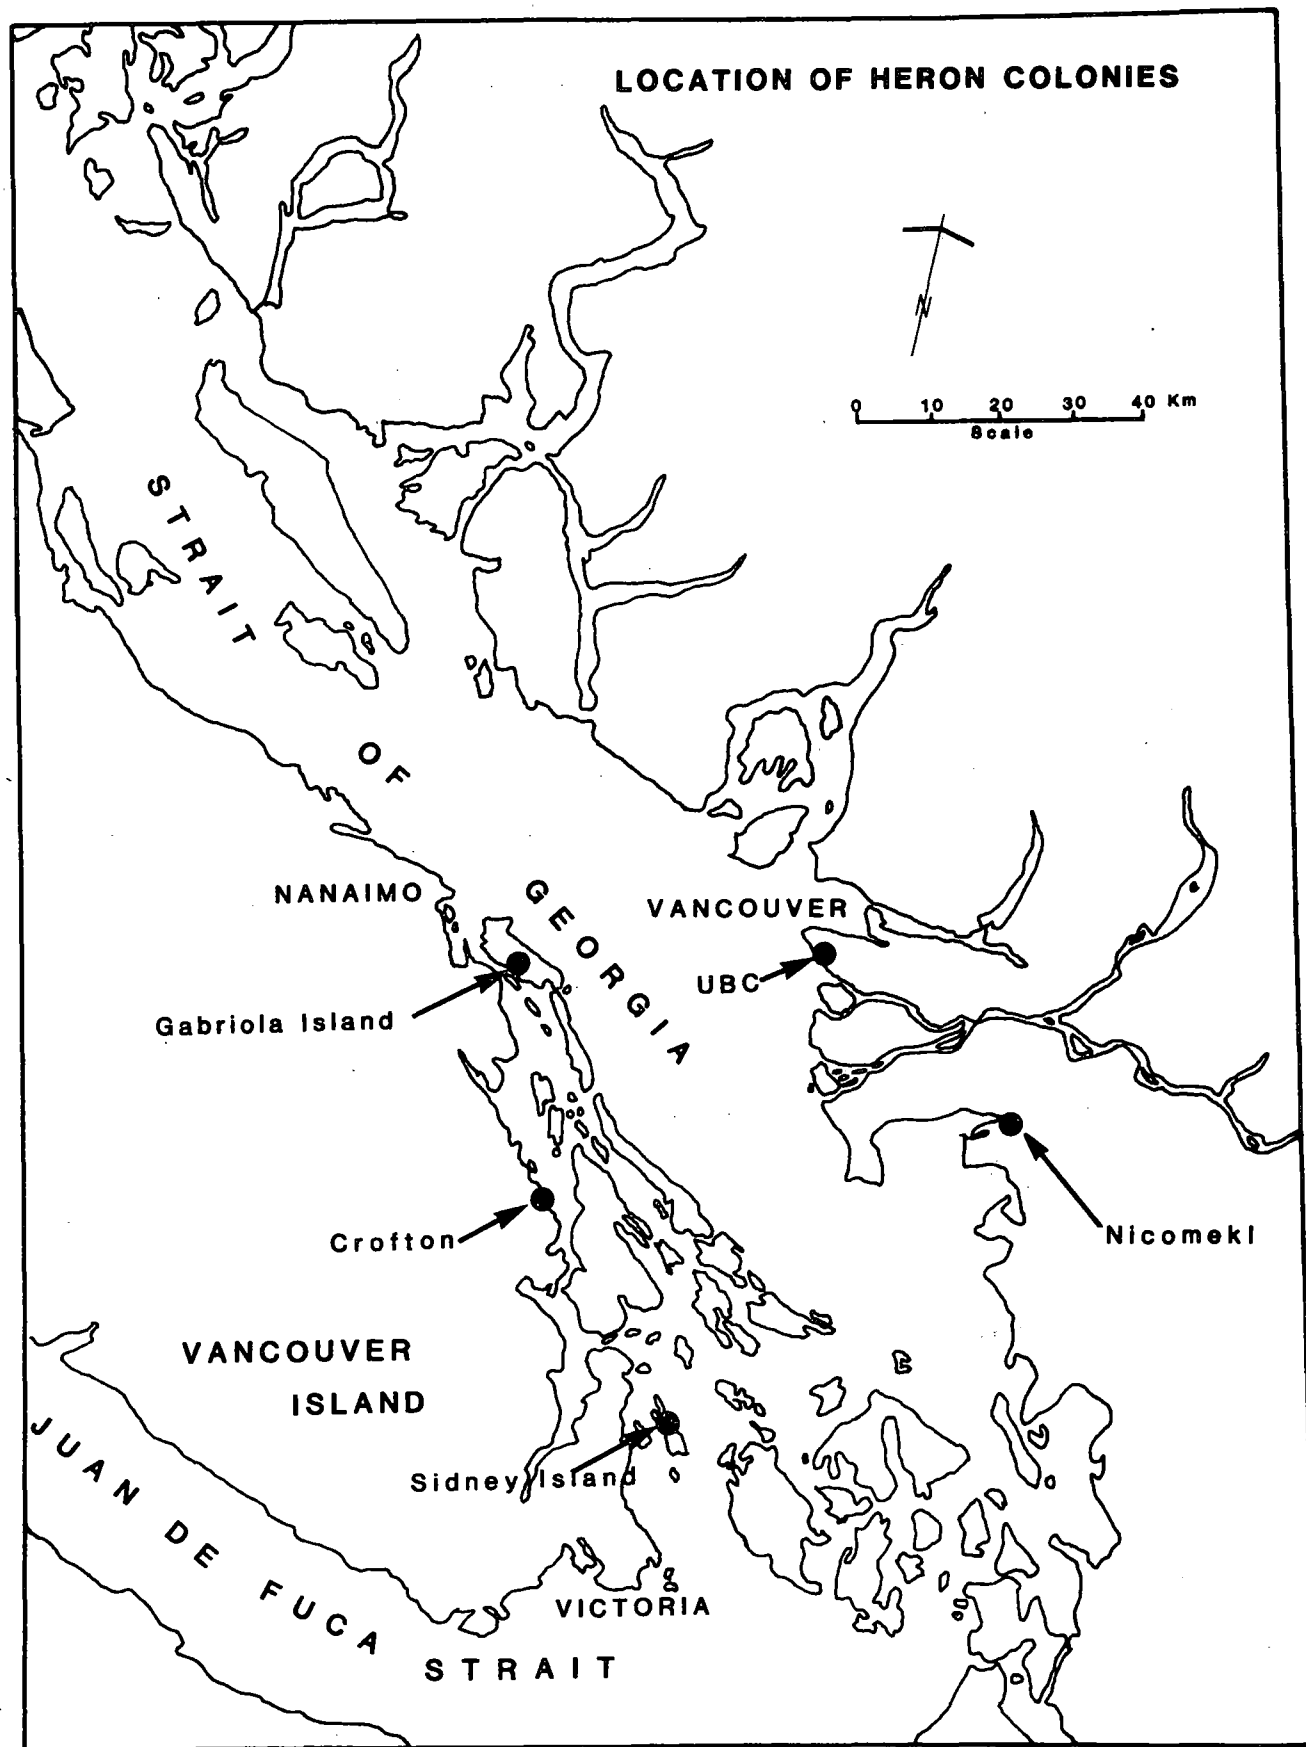 LOCATION OF HERON COLONIES
N
0 10 20 30 40 Km
Scale
STRAIT
OF
GEORGIA
NANAIMO
VANCOUVER
UBC
Gabriola Island
Nicomekl
Crofton
VANCOUVER
ISLAND
Sidney Island
JUAN
DE
FUCA
STRAIT
VICTORIA